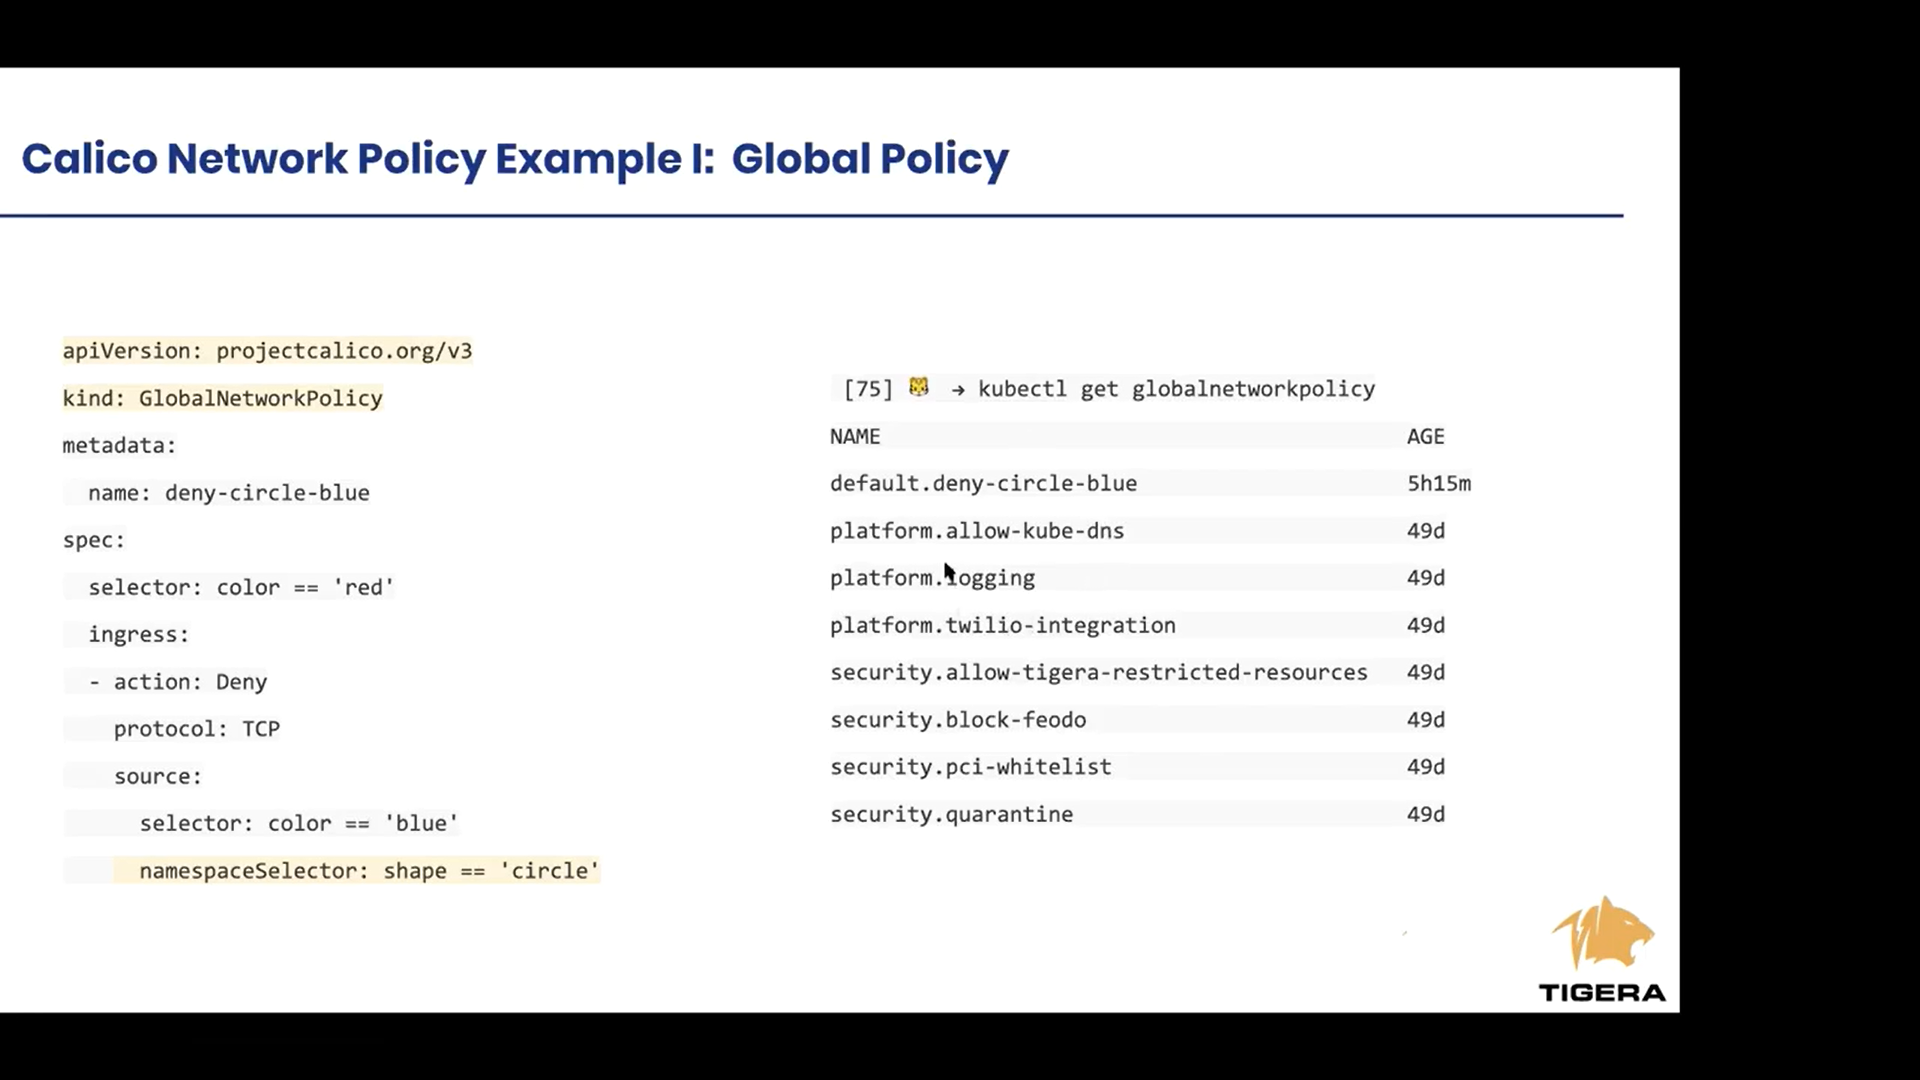 Calico Network Policy Example I: Global Policy
apiVersion: projectcalico.org/v3
kind: GlobalNetworkPolicy
metadata:
  name: deny-circle-blue
spec:
  selector: color == 'red'
  ingress:
  - action: Deny
    protocol: TCP
    source:
      selector: color == 'blue'
      namespaceSelector: shape == 'circle'
[75] 🐯 → kubectl get globalnetworkpolicy
NAME AGE
default.deny-circle-blue 5h15m
platform.allow-kube-dns 49d
platform.logging 49d
platform.twilio-integration 49d
security.allow-tigera-restricted-resources 49d
security.block-feodo 49d
security.pci-whitelist 49d
security.quarantine 49d
TIGERA